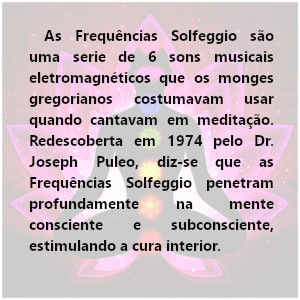 As Frequências Solfeggio são
uma serie de 6 sons musicais
eletromagnéticos que os monges
gregorianos costumavam usar
quando cantavam em meditação.
Redescoberta em 1974 pelo Dr.
Joseph Puleo, diz-se que as
Frequências Solfeggio penetram
profundamente na mente
consciente e subconsciente,
estimulando a cura interior.